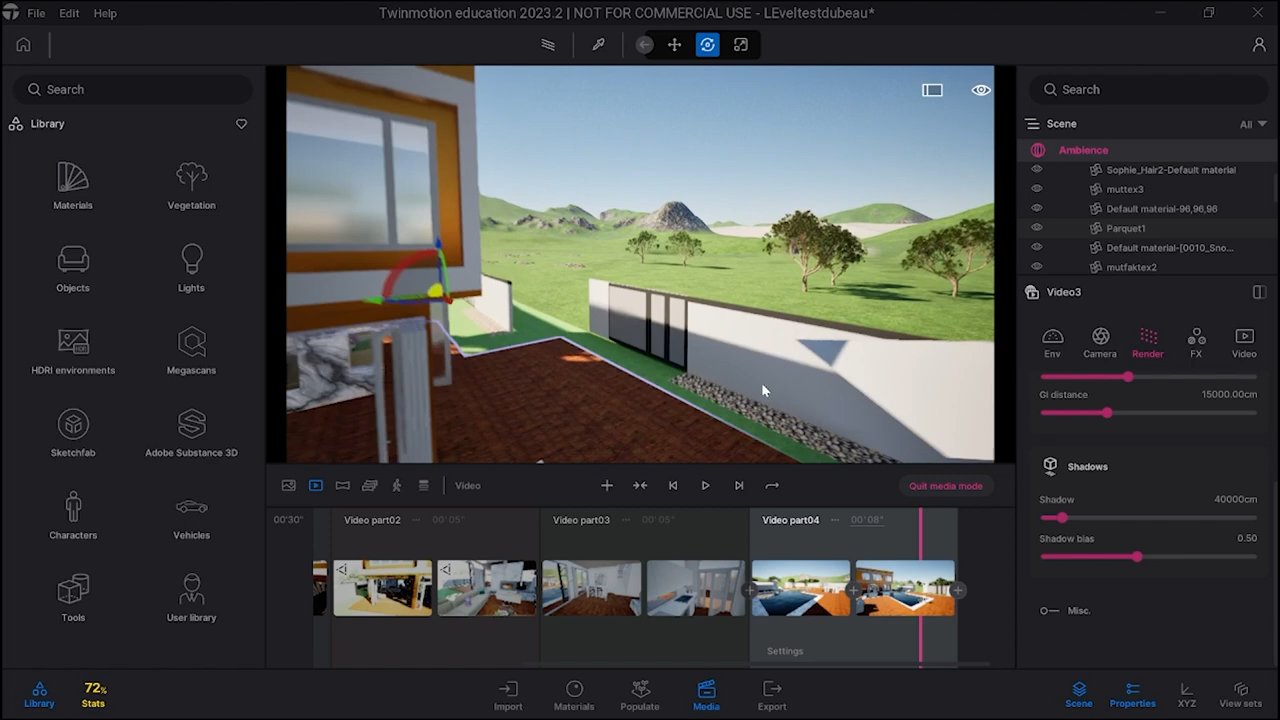 File Edit Help
Twinmotion education 2023.2 | NOT FOR COMMERCIAL USE - LEveltestdubeau*
Search
Library
Materials
Vegetation
Objects
Lights
HDRI environments
Megascans
Sketchfab
Adobe Substance 3D
Characters
Vehicles
Tools
User library
Video
Quit media mode
00'30"
Video part02 ... 00'05"
Video part03 ... 00'05"
Video part04 ... 00'08"
Settings
Search
Scene All
Ambience
Sophie_Hair2-Default material
muttex3
Default material-96,96,96
Parquet1
Default material-[0010_Sno...
mutfaktex2
Video3
Env Camera Render FX Video
GI distance 15000.00cm
Shadows
Shadow 40000cm
Shadow bias 0.50
Misc.
Library
72%
Stats
Import
Materials
Populate
Media
Export
Scene
Properties
XYZ
View sets